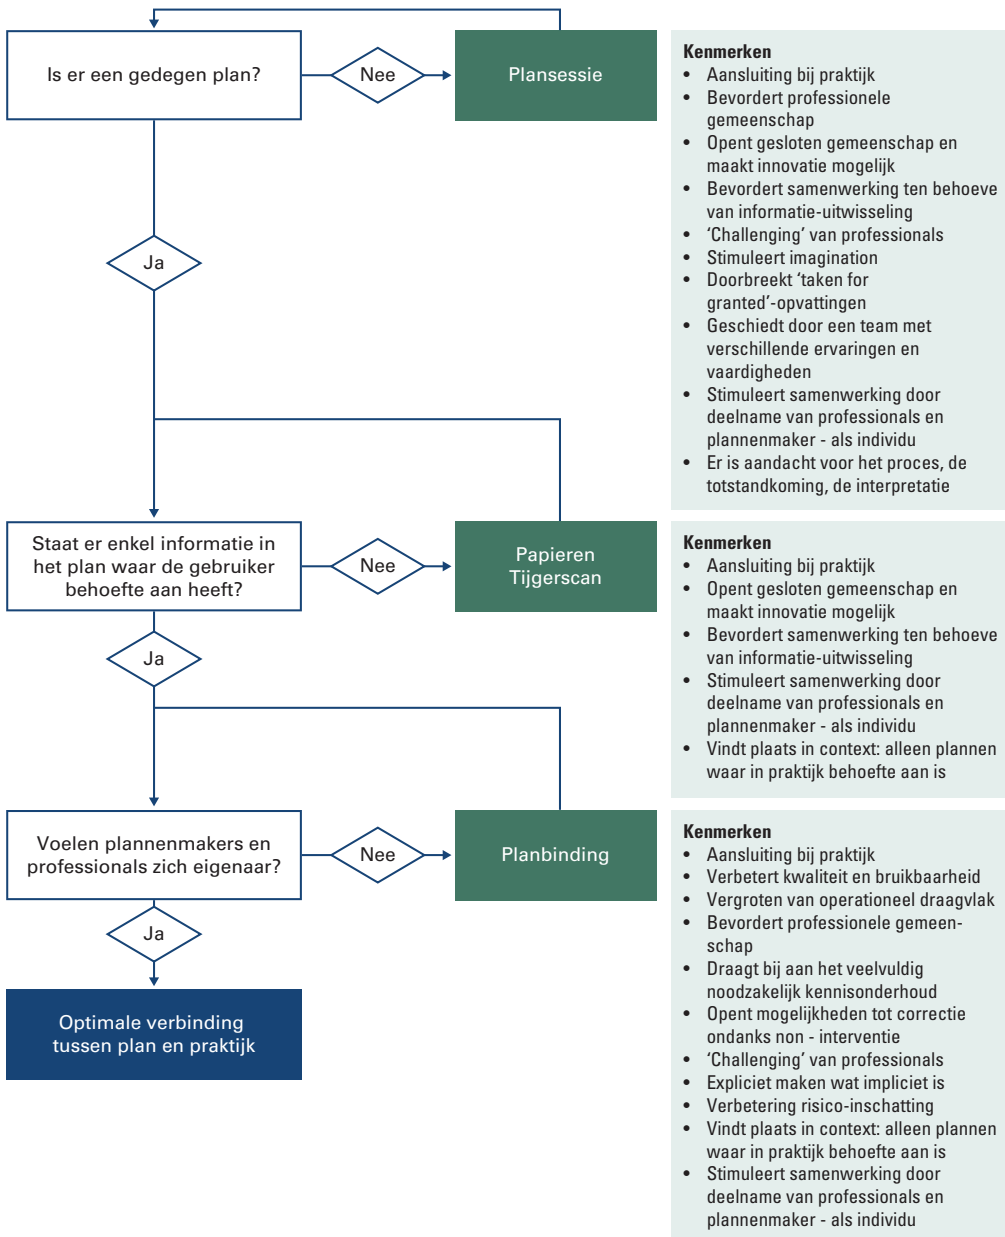 Is er een gedegen plan?
Nee
Plansessie
Kenmerken
• Aansluiting bij praktijk
• Bevordert professionele
gemeenschap
• Opent gesloten gemeenschap en
maakt innovatie mogelijk
• Bevordert samenwerking ten behoeve
van informatie-uitwisseling
• ‘Challenging’ van professionals
• Stimuleert imagination
• Doorbreekt ‘taken for
granted’-opvattingen
• Geschiedt door een team met
verschillende ervaringen en
vaardigheden
• Stimuleert samenwerking door
deelname van professionals en
plannenmaker - als individu
• Er is aandacht voor het proces, de
totstandkoming, de interpretatie
Ja
Staat er enkel informatie in
het plan waar de gebruiker
behoefte aan heeft?
Nee
Papieren
Tijgerscan
Kenmerken
• Aansluiting bij praktijk
• Opent gesloten gemeenschap en
maakt innovatie mogelijk
• Bevordert samenwerking ten behoeve
van informatie-uitwisseling
• Stimuleert samenwerking door
deelname van professionals en
plannenmaker - als individu
• Vindt plaats in context: alleen plannen
waar in praktijk behoefte aan is
Ja
Voelen plannenmakers en
professionals zich eigenaar?
Nee
Planbinding
Kenmerken
• Aansluiting bij praktijk
• Verbetert kwaliteit en bruikbaarheid
• Vergroten van operationeel draagvlak
• Bevordert professionele gemeen-
schap
• Draagt bij aan het veelvuldig
noodzakelijk kennisonderhoud
• Opent mogelijkheden tot correctie
ondanks non - interventie
• ‘Challenging’ van professionals
• Expliciet maken wat impliciet is
• Verbetering risico-inschatting
• Vindt plaats in context: alleen plannen
waar in praktijk behoefte aan is
• Stimuleert samenwerking door
deelname van professionals en
plannenmaker - als individu
Ja
Optimale verbinding
tussen plan en praktijk